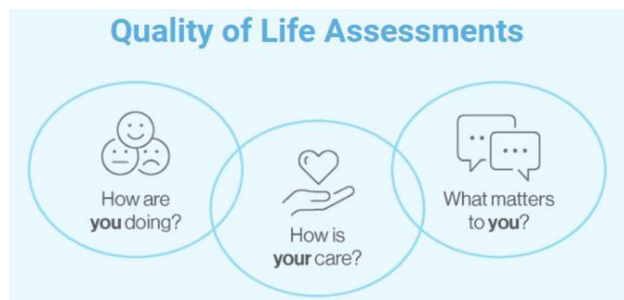 Quality of Life Assessments
How are
you doing?
How is
your care?
What matters
to you?